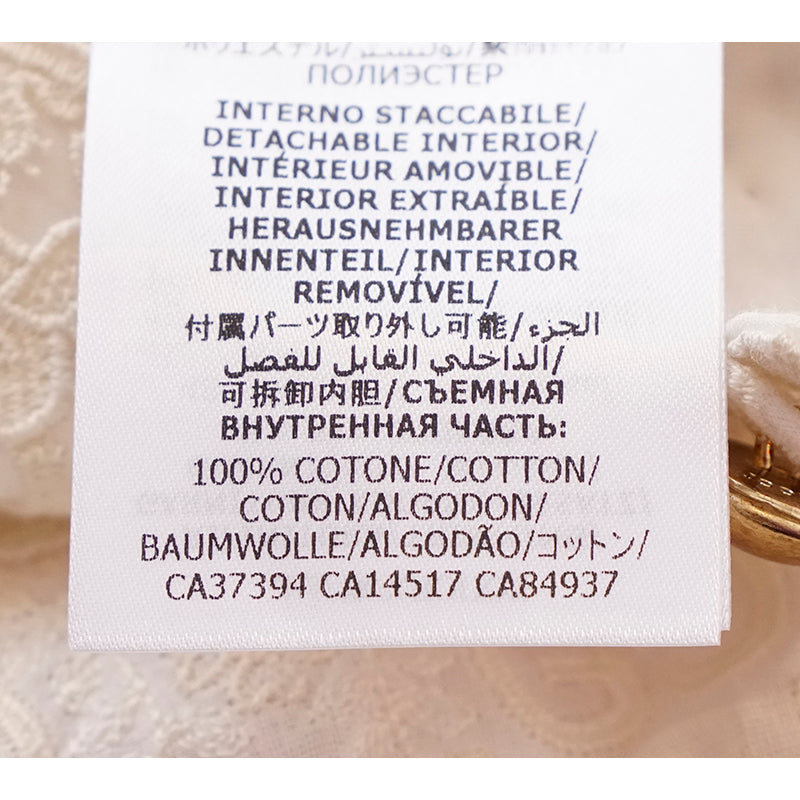 ПОЛИЭСТЕР
INTERNO STACCABILE/
DETACHABLE INTERIOR/
INTÉRIEUR AMOVIBLE/
INTERIOR EXTRAÍBLE/
HERAUSNEHMBARER
INNENTEIL/INTERIOR
REMOVÍVEL/
付属パーツ取り外し可能/الجزء
الداخلي القابل للفصل/
可拆卸内胆/СЪЕМНАЯ
ВНУТРЕННАЯ ЧАСТЬ:
100% COTONE/COTTON/
COTON/ALGODON/
BAUMWOLLE/ALGODÃO/コットン/
CA37394 CA14517 CA84937